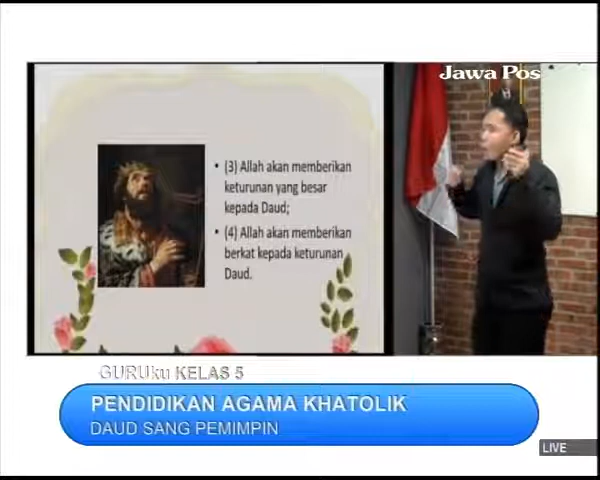 Jawa Pos
• (3) Allah akan memberikan
keturunan yang besar
kepada Daud;
• (4) Allah akan memberikan
berkat kepada keturunan
Daud.
GURUku KELAS 5
PENDIDIKAN AGAMA KHATOLIK
DAUD SANG PEMIMPIN
LIVE